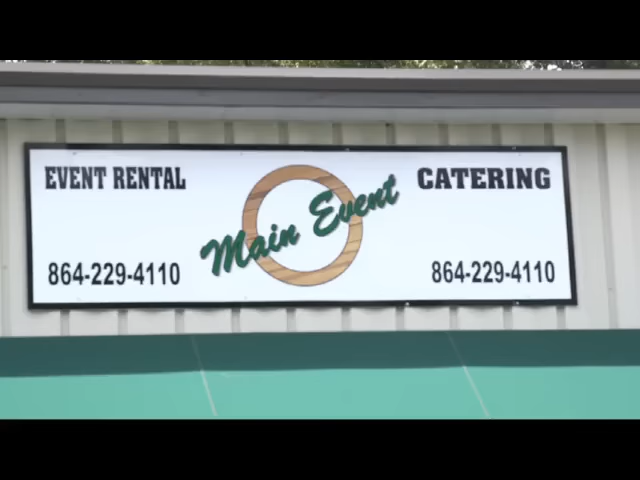 EVENT RENTAL
864-229-4110
Main Event
CATERING
864-229-4110